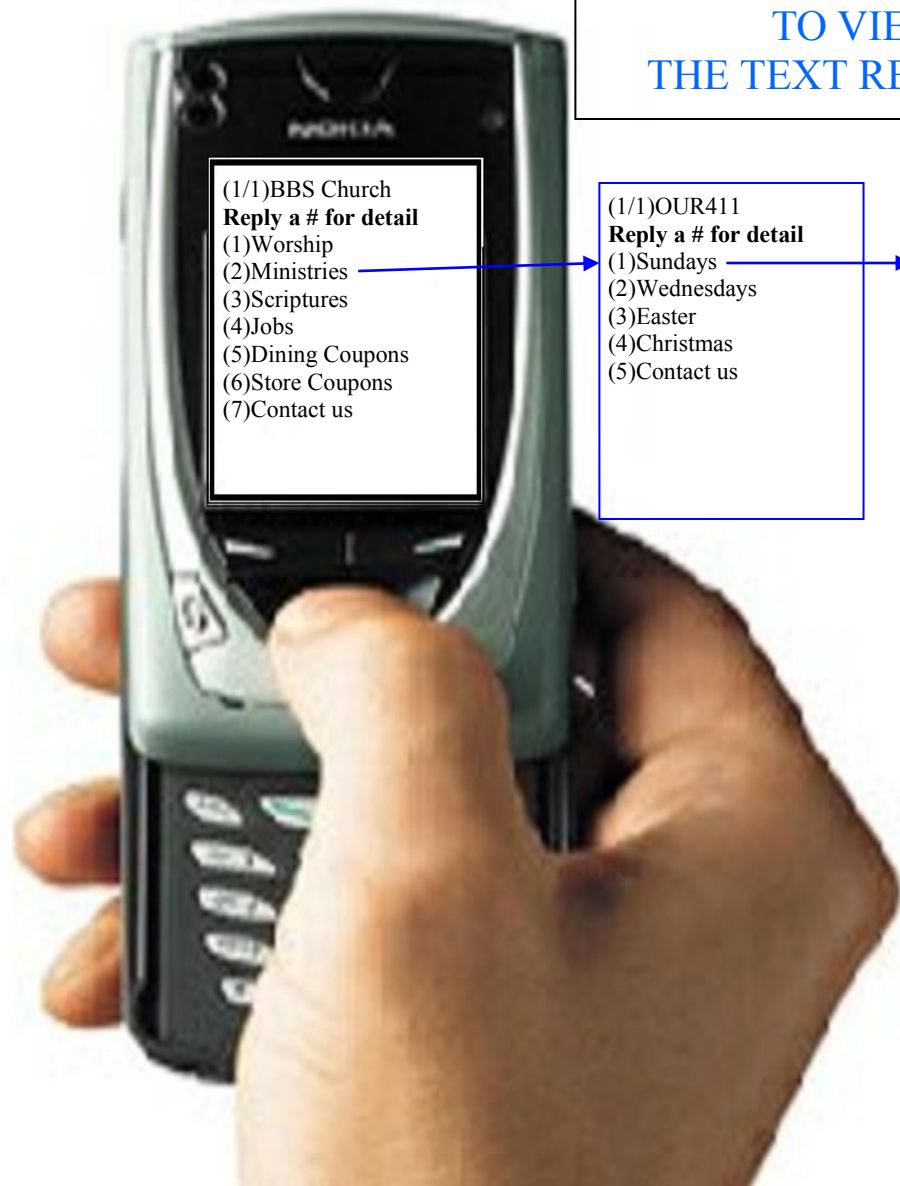 TO VIE
THE TEXT RE
NOKIA
(1/1)BBS Church
Reply a # for detail
(1)Worship
(2)Ministries
(3)Scriptures
(4)Jobs
(5)Dining Coupons
(6)Store Coupons
(7)Contact us
(1/1)OUR411
Reply a # for detail
(1)Sundays
(2)Wednesdays
(3)Easter
(4)Christmas
(5)Contact us